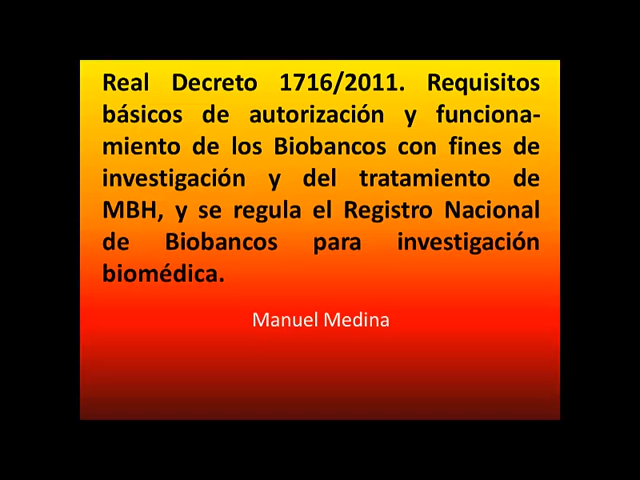 Real Decreto 1716/2011. Requisitos
básicos de autorización y funciona-
miento de los Biobancos con fines de
investigación y del tratamiento de
MBH, y se regula el Registro Nacional
de Biobancos para investigación
biomédica.
Manuel Medina